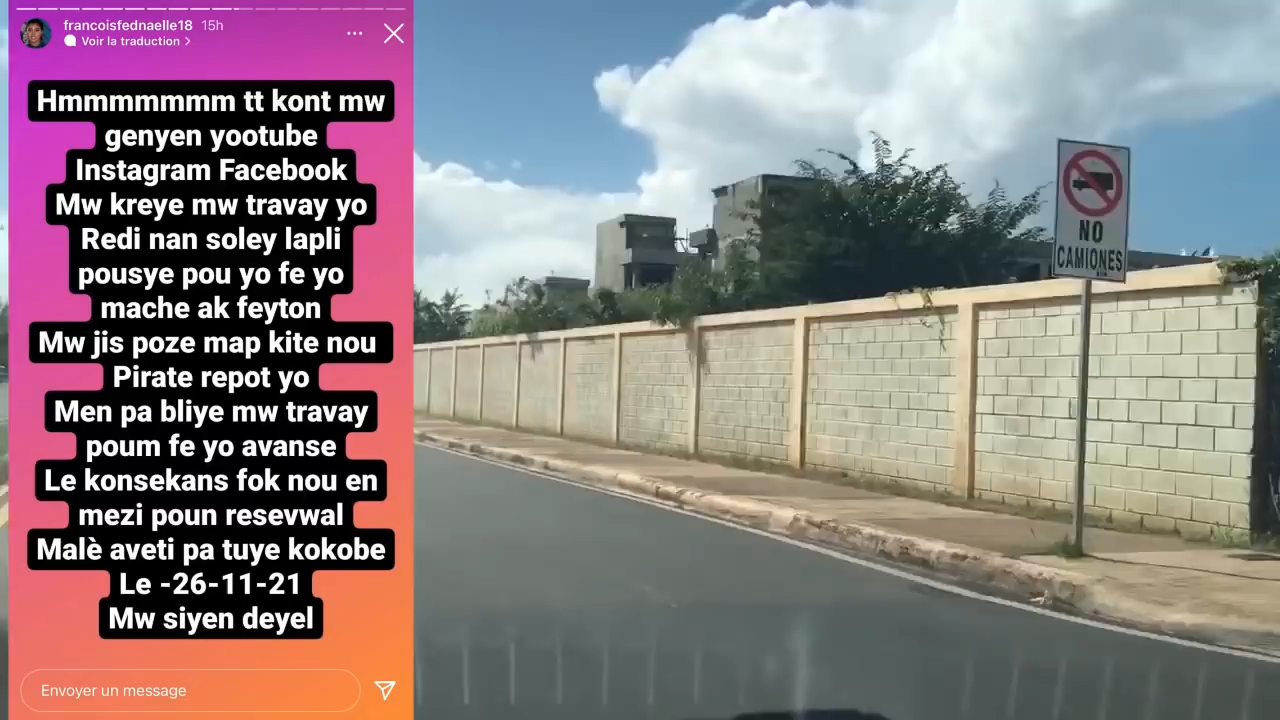 francoisfednaelle18 15h
Voir la traduction
Hmmmmmmm tt kont mw
genyen yootube
Instagram Facebook
Mw kreye mw travay yo
Redi nan soley lapli
pousye pou yo fe yo
mache ak feyton
Mw jis poze map kite nou
Pirate repot yo
Men pa bliye mw travay
poum fe yo avanse
Le konsekans fok nou en
mezi poun resevwal
Malè aveti pa tuye kokobe
Le -26-11-21
Mw siyen deyel
Envoyer un message
NO
CAMIONES